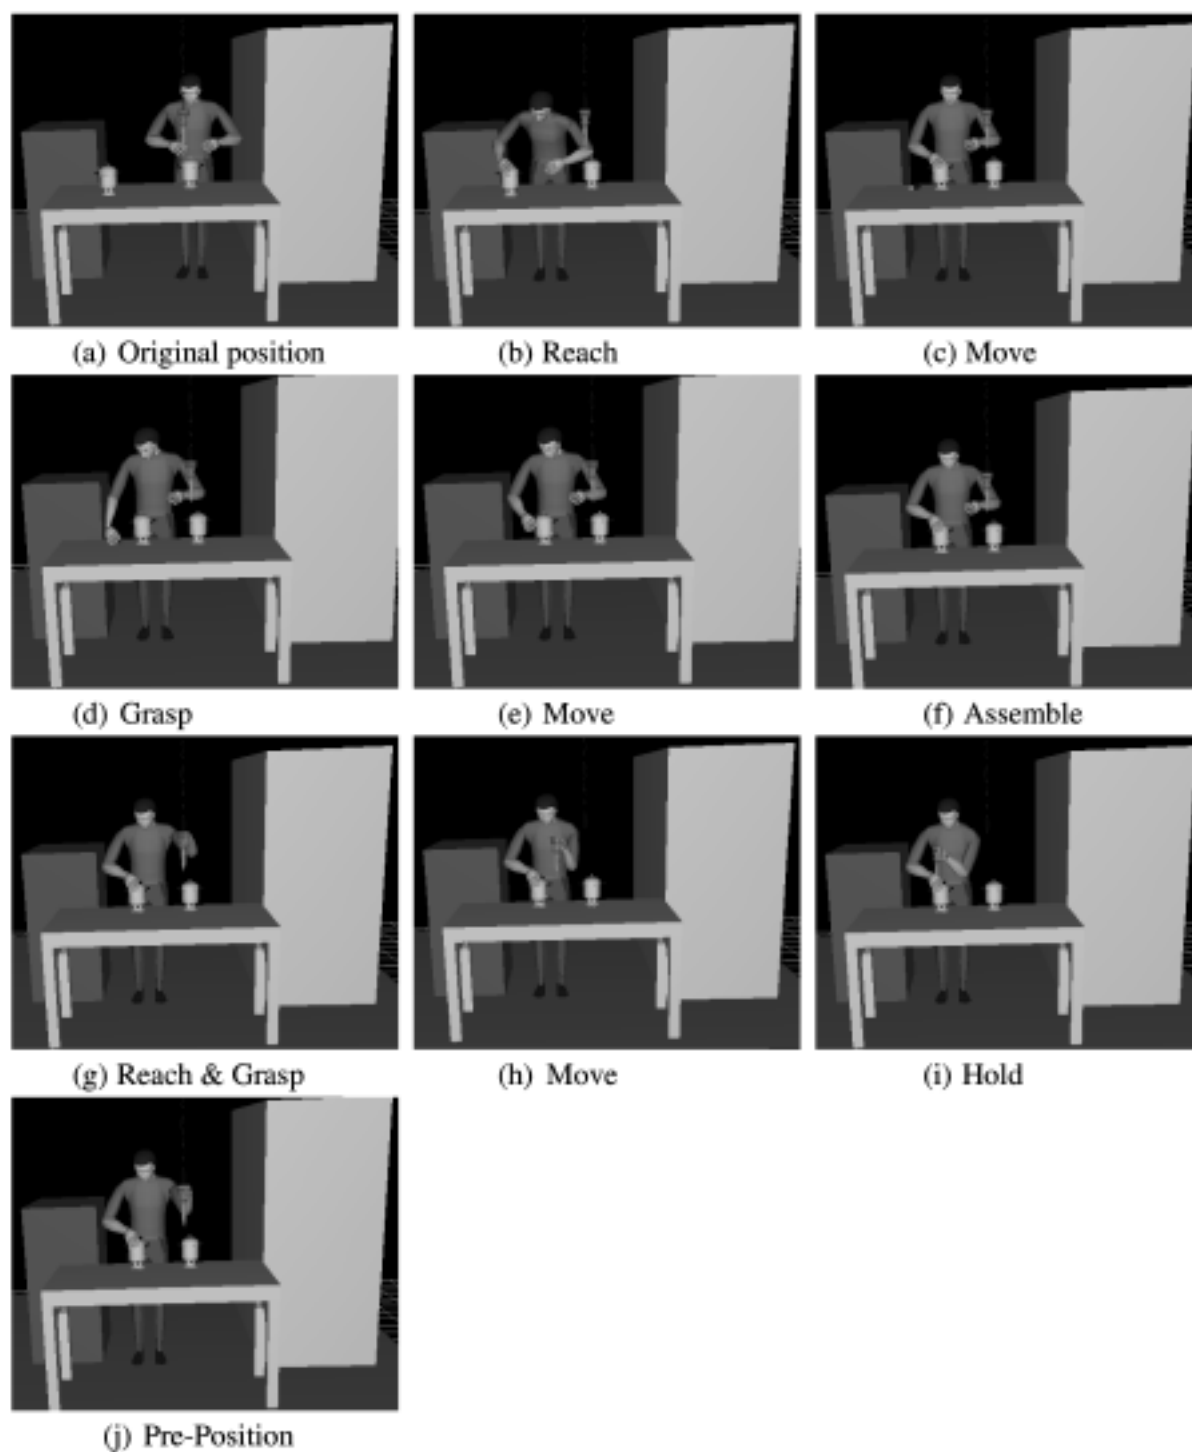 (a) Original position
(b) Reach
(c) Move
(d) Grasp
(e) Move
(f) Assemble
(g) Reach & Grasp
(h) Move
(i) Hold
(j) Pre-Position